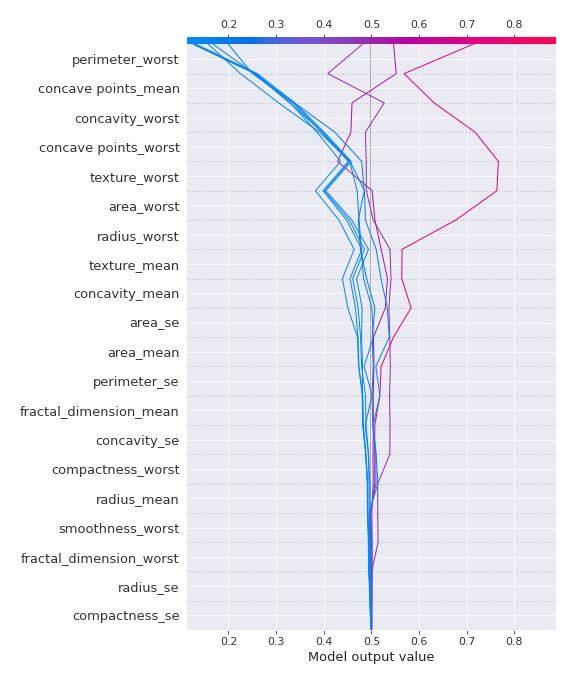 0.2 0.3 0.4 0.5 0.6 0.7 0.8
perimeter_worst
concave points_mean
concavity_worst
concave points_worst
texture_worst
area_worst
radius_worst
texture_mean
concavity_mean
area_se
area_mean
perimeter_se
fractal_dimension_mean
concavity_se
compactness_worst
radius_mean
smoothness_worst
fractal_dimension_worst
radius_se
compactness_se
0.2 0.3 0.4 0.5 0.6 0.7 0.8
Model output value